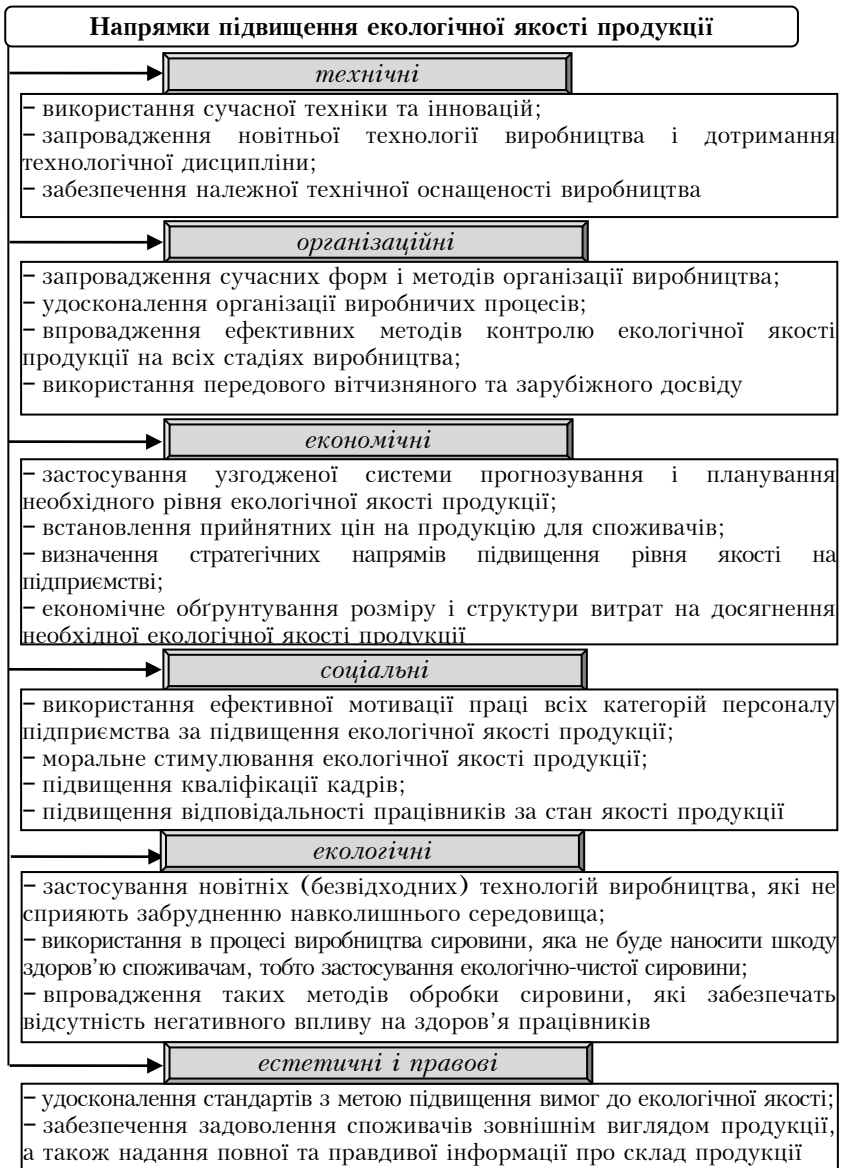 Напрямки підвищення екологічної якості продукції
технічні
– використання сучасної техніки та інновацій;
– запровадження новітньої технології виробництва і дотримання
технологічної дисципліни;
– забезпечення належної технічної оснащеності виробництва
організаційні
– запровадження сучасних форм і методів організації виробництва;
– удосконалення організації виробничих процесів;
– впровадження ефективних методів контролю екологічної якості
продукції на всіх стадіях виробництва;
– використання передового вітчизняного та зарубіжного досвіду
економічні
– застосування узгодженої системи прогнозування і планування
необхідного рівня екологічної якості продукції;
– встановлення прийнятних цін на продукцію для споживачів;
– визначення стратегічних напрямів підвищення рівня якості на
підприємстві;
– економічне обґрунтування розміру і структури витрат на досягнення
необхідної екологічної якості продукції
соціальні
– використання ефективної мотивації праці всіх категорій персоналу
підприємства за підвищення екологічної якості продукції;
– моральне стимулювання екологічної якості продукції;
– підвищення кваліфікації кадрів;
– підвищення відповідальності працівників за стан якості продукції
екологічні
– застосування новітніх (безвідходних) технологій виробництва, які не
сприяють забрудненню навколишнього середовища;
– використання в процесі виробництва сировини, яка не буде наносити шкоду
здоров’ю споживачам, тобто застосування екологічно-чистої сировини;
– впровадження таких методів обробки сировини, які забезпечать
відсутність негативного впливу на здоров’я працівників
естетичні і правові
– удосконалення стандартів з метою підвищення вимог до екологічної якості;
– забезпечення задоволення споживачів зовнішнім виглядом продукції,
а також надання повної та правдивої інформації про склад продукції